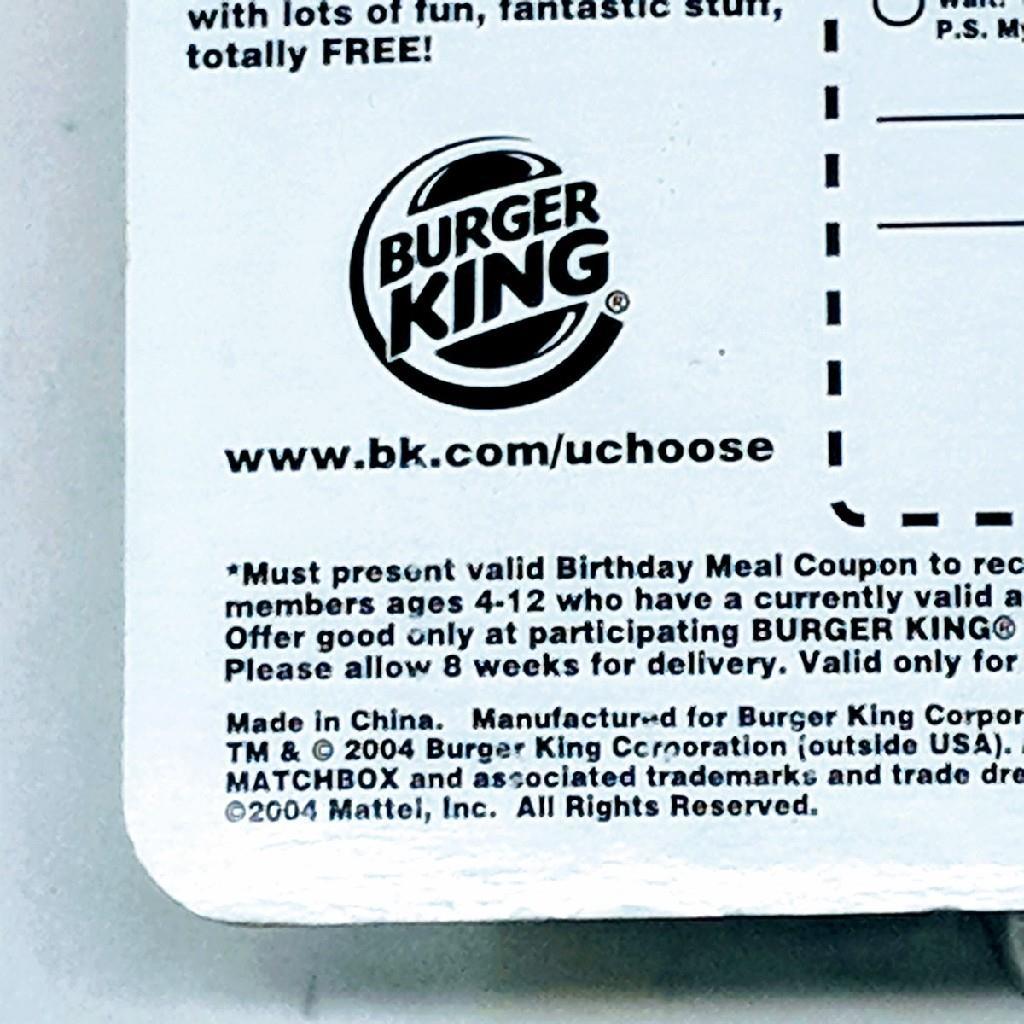 with lots of fun, fantastic stuff,
totally FREE!
P.S. My
BURGER
KING®
www.bk.com/uchoose
*Must present valid Birthday Meal Coupon to rec
members ages 4-12 who have a currently valid a
Offer good only at participating BURGER KING®
Please allow 8 weeks for delivery. Valid only for
Made in China. Manufactured for Burger King Corpor
TM & © 2004 Burger King Corporation (outside USA).
MATCHBOX and associated trademarks and trade dre
©2004 Mattel, Inc. All Rights Reserved.